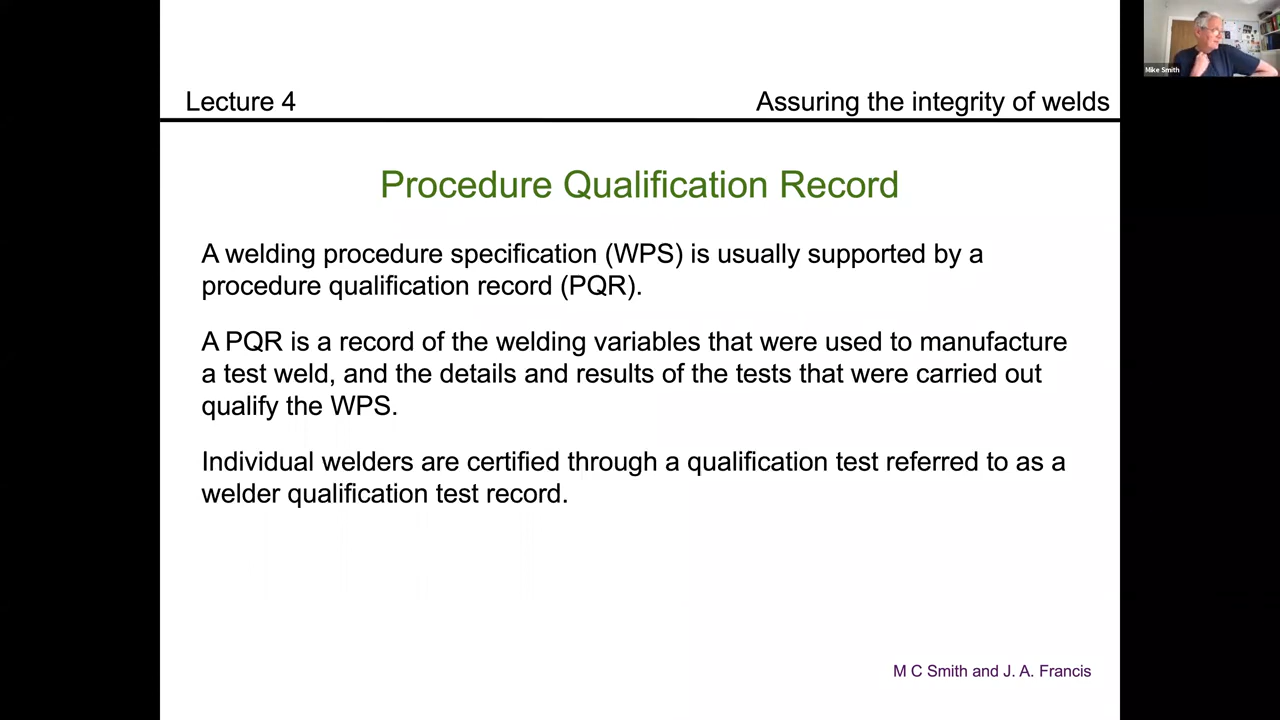 Mike Smith
Lecture 4
Assuring the integrity of welds
Procedure Qualification Record
A welding procedure specification (WPS) is usually supported by a
procedure qualification record (PQR).
A PQR is a record of the welding variables that were used to manufacture
a test weld, and the details and results of the tests that were carried out
qualify the WPS.
Individual welders are certified through a qualification test referred to as a
welder qualification test record.
M C Smith and J. A. Francis